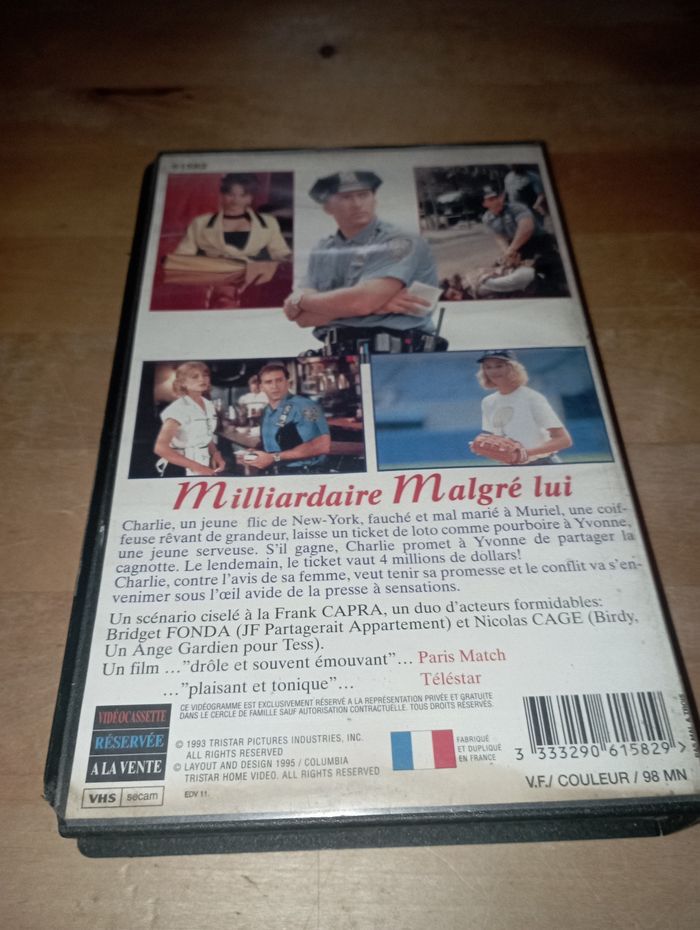 Milliardaire Malgré lui
Charlie, un jeune flic de New-York, fauché et mal marié à Muriel, une coif-
feuse rêvant de grandeur, laisse un ticket de loto comme pourboire à Yvonne,
une jeune serveuse. S'il gagne, Charlie promet à Yvonne de partager la
cagnotte. Le lendemain, le ticket vaut 4 millions de dollars!
Charlie, contre l'avis de sa femme, veut tenir sa promesse et le conflit va s'en-
venimer sous l'œil avide de la presse à sensations.
Un scénario ciselé à la Frank CAPRA, un duo d'acteurs formidables:
Bridget FONDA (JF Partagerait Appartement) et Nicolas CAGE (Birdy,
Un Ange Gardien pour Tess).
Un film ..."drôle et souvent émouvant"... Paris Match
..."plaisant et tonique"... Téléstar
VIDÉOCASSETTE
RÉSERVÉE
A LA VENTE
VHS secam
CE VIDÉOGRAMME EST EXCLUSIVEMENT RÉSERVÉ A LA REPRÉSENTATION PRIVÉE ET GRATUITE
DANS LE CERCLE DE FAMILLE SAUF AUTORISATION CONTRACTUELLE. TOUS DROITS RÉSERVÉS.
© 1993 TRISTAR PICTURES INDUSTRIES, INC.
ALL RIGHTS RESERVED
© LAYOUT AND DESIGN 1995 / COLUMBIA
TRISTAR HOME VIDEO. ALL RIGHTS RESERVED
EDV 11.
FABRIQUÉ
ET DUPLIQUÉ
EN FRANCE
3 333290 615829 >
V.F./ COULEUR / 98 MN